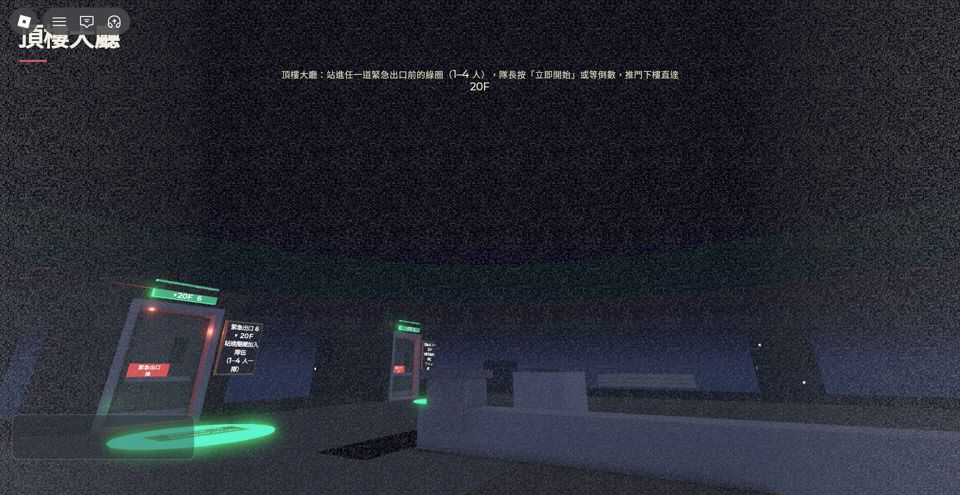 頂樓大廳
頂樓大廳：站進任一道緊急出口前的綠圈（1–4 人），隊長按「立即開始」或等倒數，推門下樓直達
20F
▼20F 6
緊急出口 6
▼ 20F
站進圈圈加入
隊伍
（1–4 人一
隊）
緊急出口